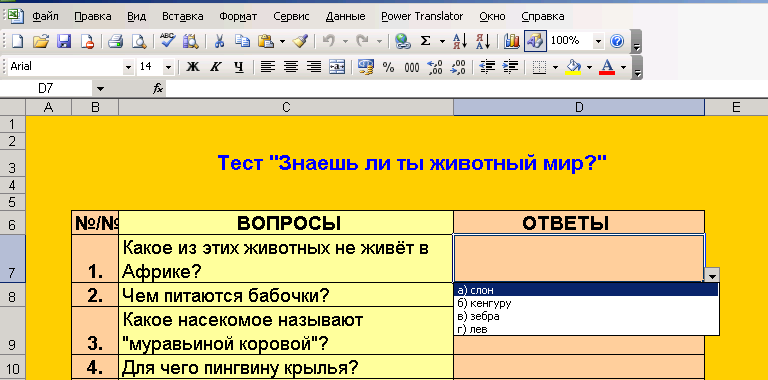 Файл Правка Вид Вставка Формат Сервис Данные Power Translator Окно Справка
100%
Arial 14 Ж К Ч % 000
D7 fx
A B C D E
1
2
3 Тест "Знаешь ли ты животный мир?"
4
5
6 №/№ ВОПРОСЫ ОТВЕТЫ
Какое из этих животных не живёт в
7 1. Африке?
а) слон
8 2. Чем питаются бабочки?
б) кенгуру
в) зебра
г) лев
Какое насекомое называют
9 3. "муравьиной коровой"?
10 4. Для чего пингвину крылья?